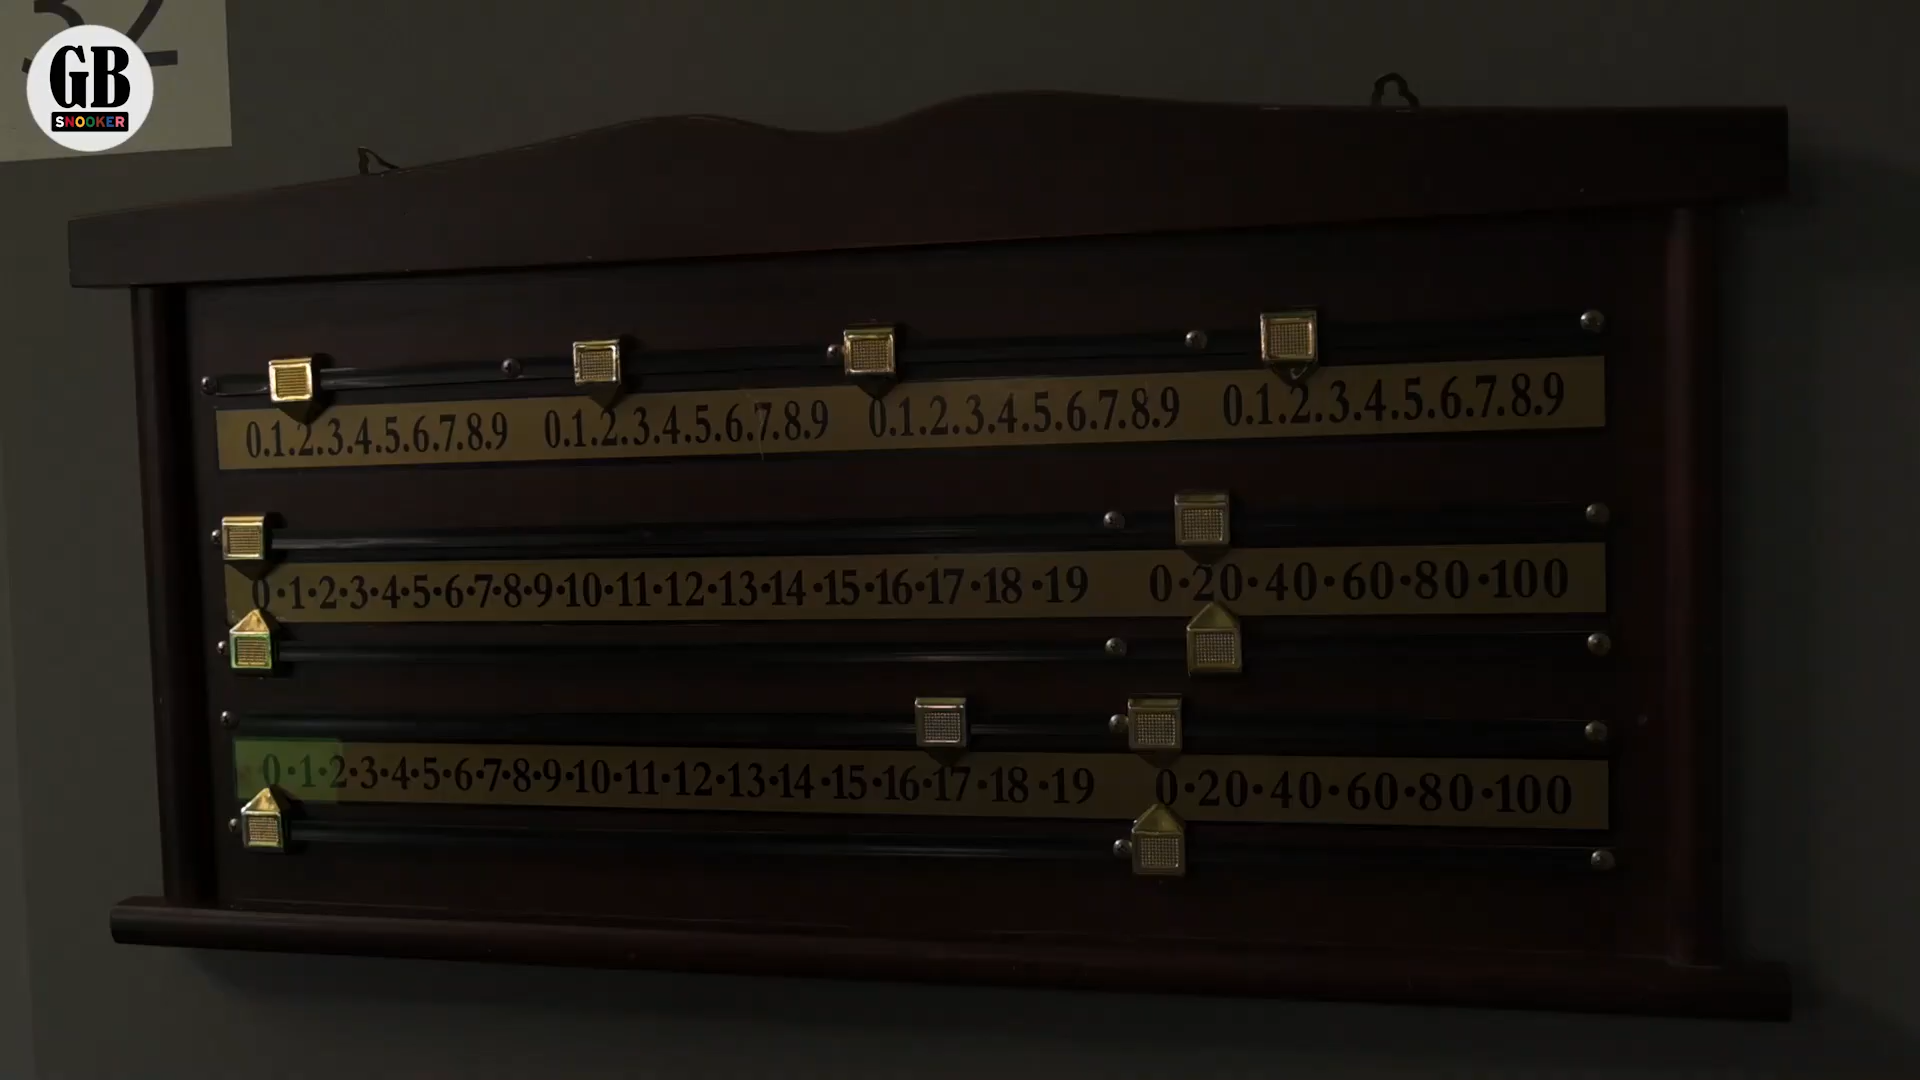 32
GB
SNOOKER
0.1.2.3.4.5.6.7.8.9 0.1.2.3.4.5.6.7.8.9 0.1.2.3.4.5.6.7.8.9 0.1.2.3.4.5.6.7.8.9
0•1•2•3•4•5•6•7•8•9•10•11•12•13•14•15•16•17•18•19 0•20•40•60•80•100
0•1•2•3•4•5•6•7•8•9•10•11•12•13•14•15•16•17•18•19 0•20•40•60•80•100